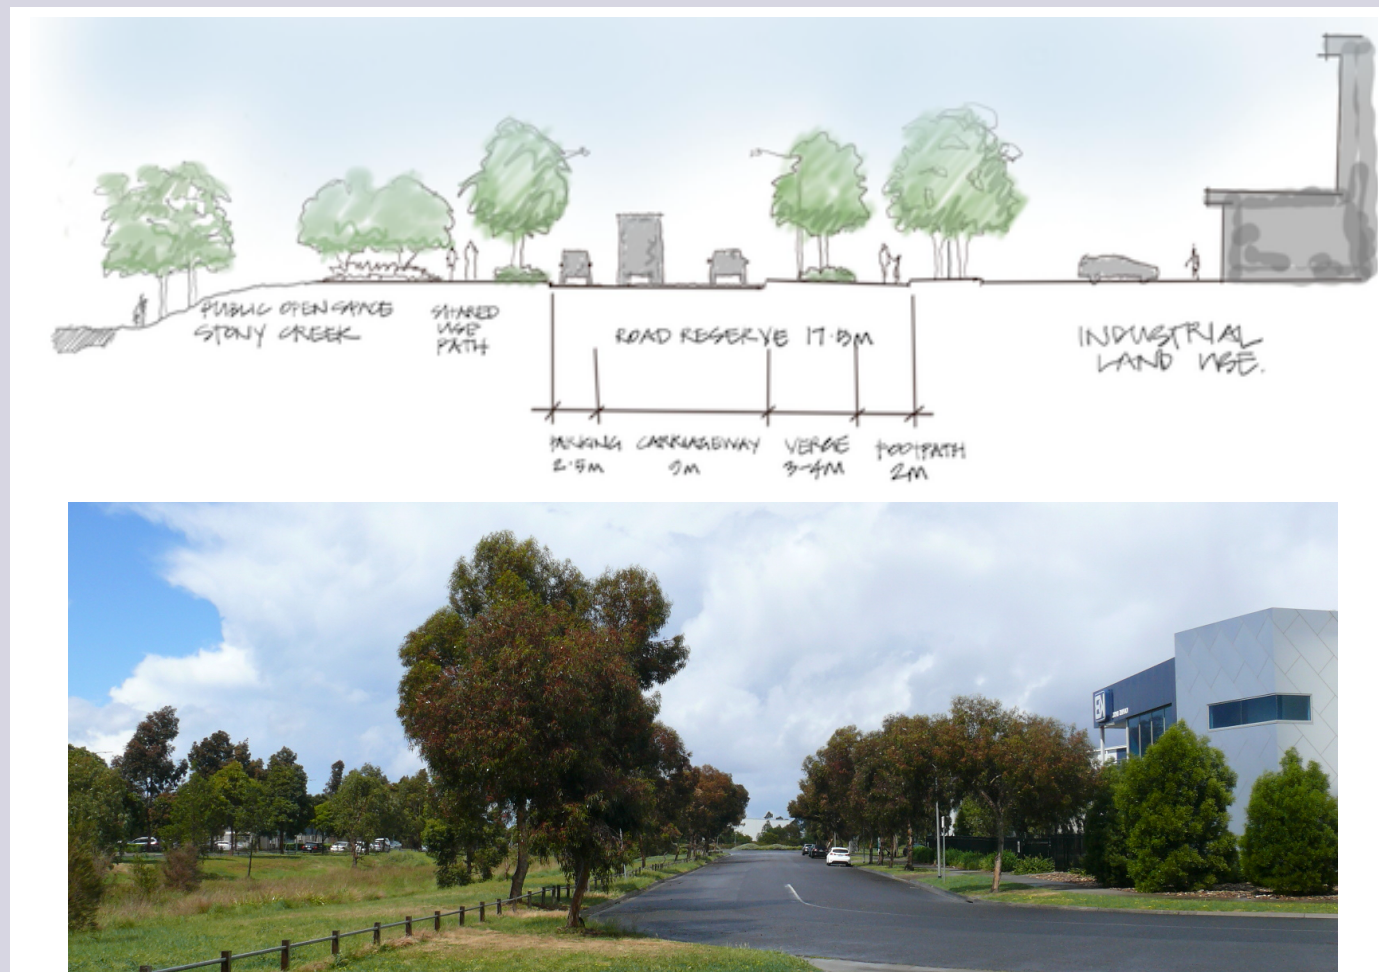 PUBLIC OPEN SPACE
STONY CREEK
SHARED
USE
PATH
ROAD RESERVE 17.5M
INDUSTRIAL
LAND USE.
PARKING
2.5M
CARRIAGEWAY
9M
VERGE
3-4M
FOOTPATH
2M